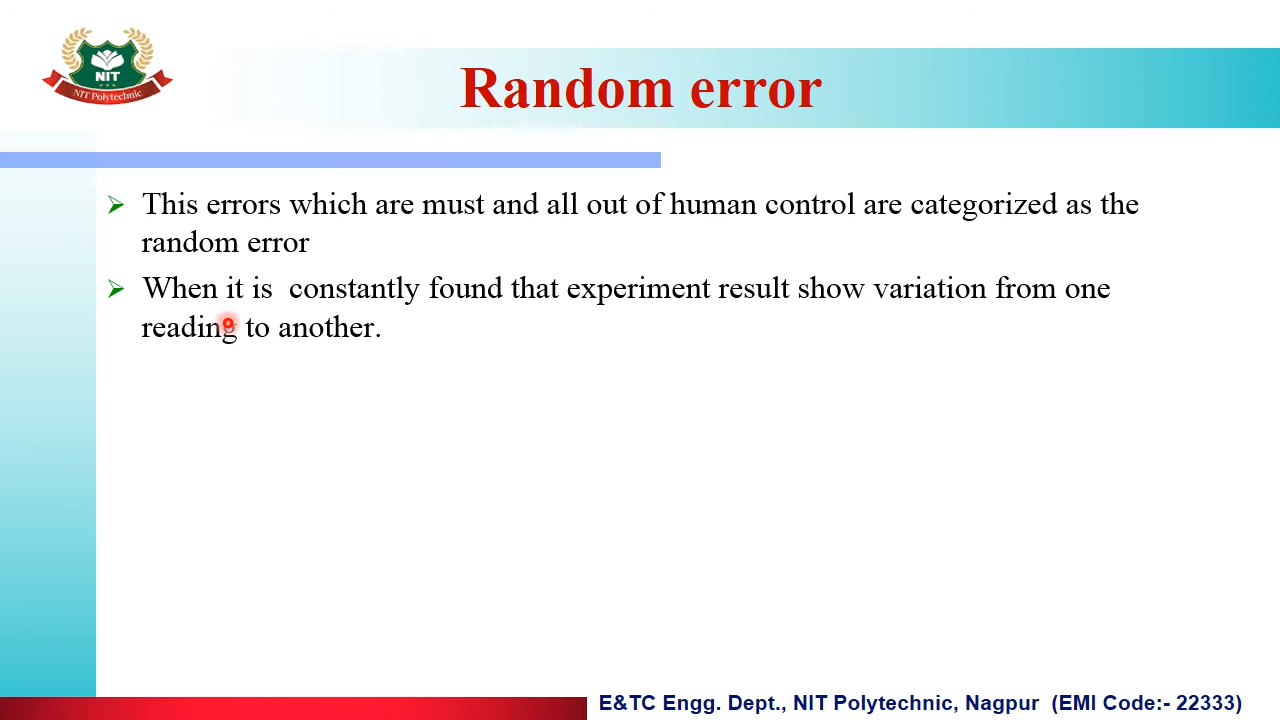 NIT
NIT Polytechnic
Random error
This errors which are must and all out of human control are categorized as the
random error
When it is constantly found that experiment result show variation from one
reading to another.
E&TC Engg. Dept., NIT Polytechnic, Nagpur (EMI Code:- 22333)